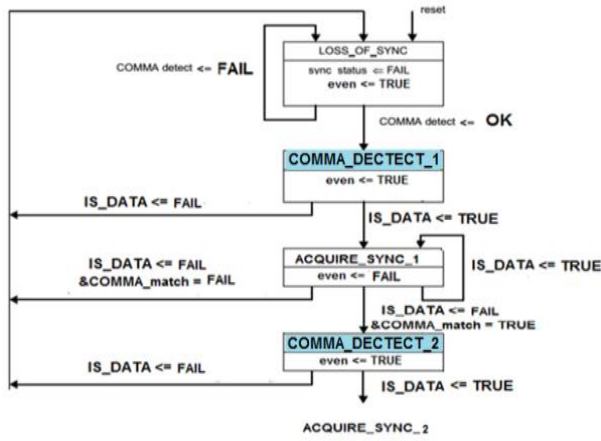 reset
LOSS_OF_SYNC
COMMA detect <= FAIL
sync status <= FAIL
even <= TRUE
COMMA detect <= OK
COMMA_DECTECT_1
even <= TRUE
IS_DATA <= FAIL
IS_DATA <= TRUE
ACQUIRE_SYNC_1
IS_DATA <= TRUE
IS_DATA <= FAIL
&COMMA_match = FAIL
even <= FAIL
IS_DATA <= FAIL
&COMMA_match = TRUE
COMMA_DECTECT_2
even <= TRUE
IS_DATA <= FAIL
IS_DATA <= TRUE
ACQUIRE_SYNC_2